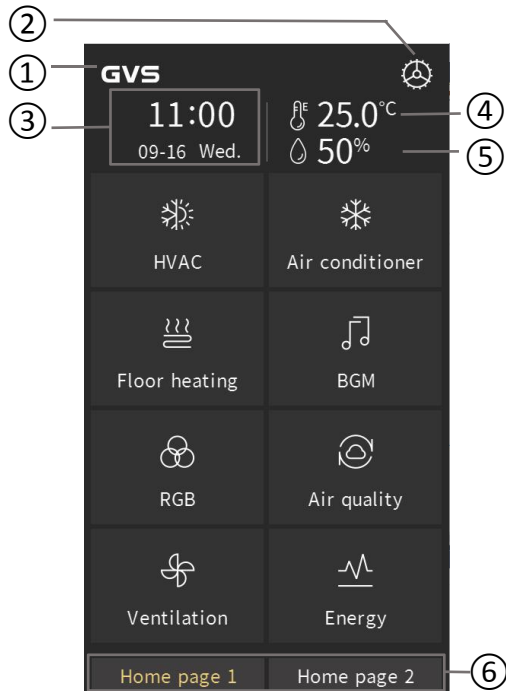 ②
① GVS
③ 11:00 25.0°C ④
09-16 Wed. 50% ⑤
HVAC Air conditioner
Floor heating BGM
RGB Air quality
Ventilation Energy
Home page 1 Home page 2 ⑥